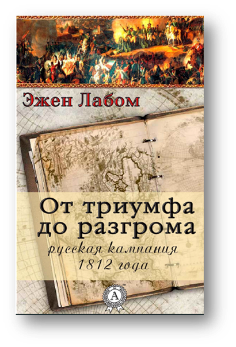 Эжен Лабом
От триумфа
до разгрома
русская кампания
1812 года